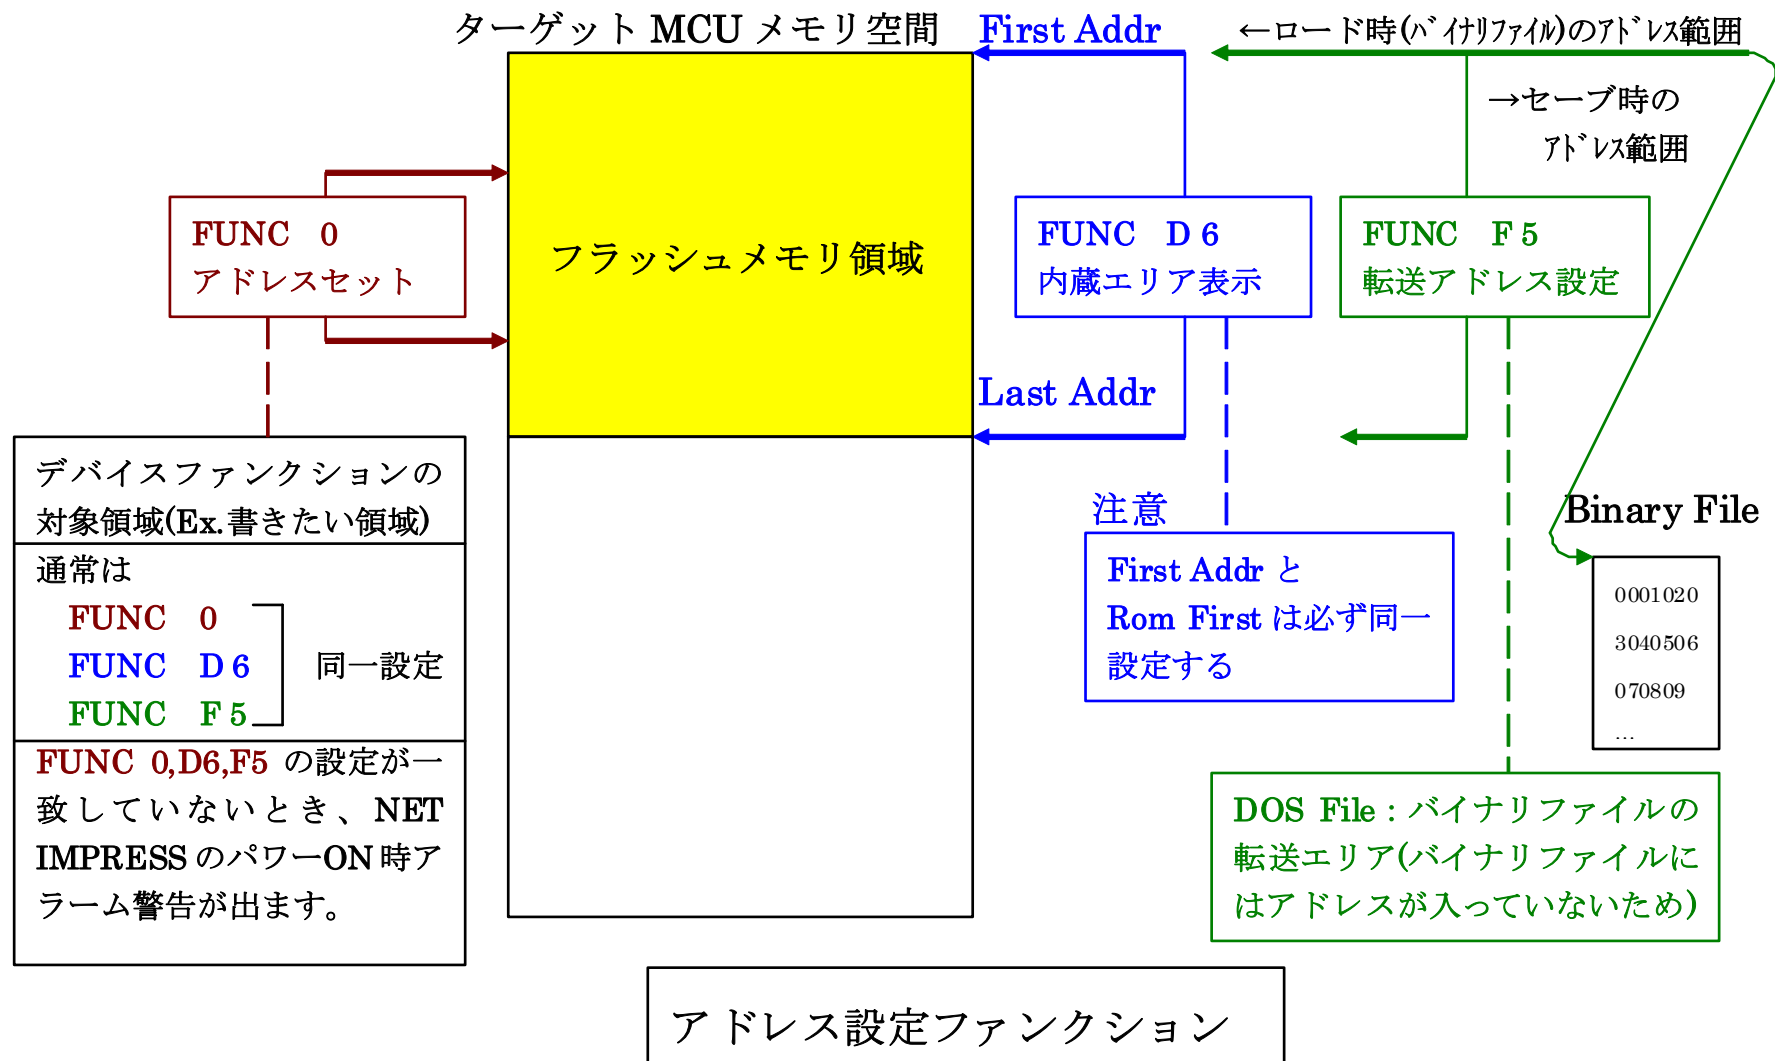 ターゲット MCU メモリ空間
First Addr
←ロード時(ﾊﾞｲﾅﾘﾌｧｲﾙ)のｱﾄﾞﾚｽ範囲
→セーブ時の
ｱﾄﾞﾚｽ範囲
FUNC 0
アドレスセット
フラッシュメモリ領域
FUNC D 6
内蔵エリア表示
FUNC F 5
転送アドレス設定
Last Addr
デバイスファンクションの
対象領域(Ex.書きたい領域)
通常は
FUNC 0
FUNC D 6
FUNC F 5
同一設定
FUNC 0,D6,F5 の設定が一
致していないとき、NET
IMPRESS のパワーON 時ア
ラーム警告が出ます。
注意
First Addr と
Rom First は必ず同一
設定する
Binary File
0001020
3040506
070809
…
DOS File : バイナリファイルの
転送エリア(バイナリファイルに
はアドレスが入っていないため)
アドレス設定ファンクション